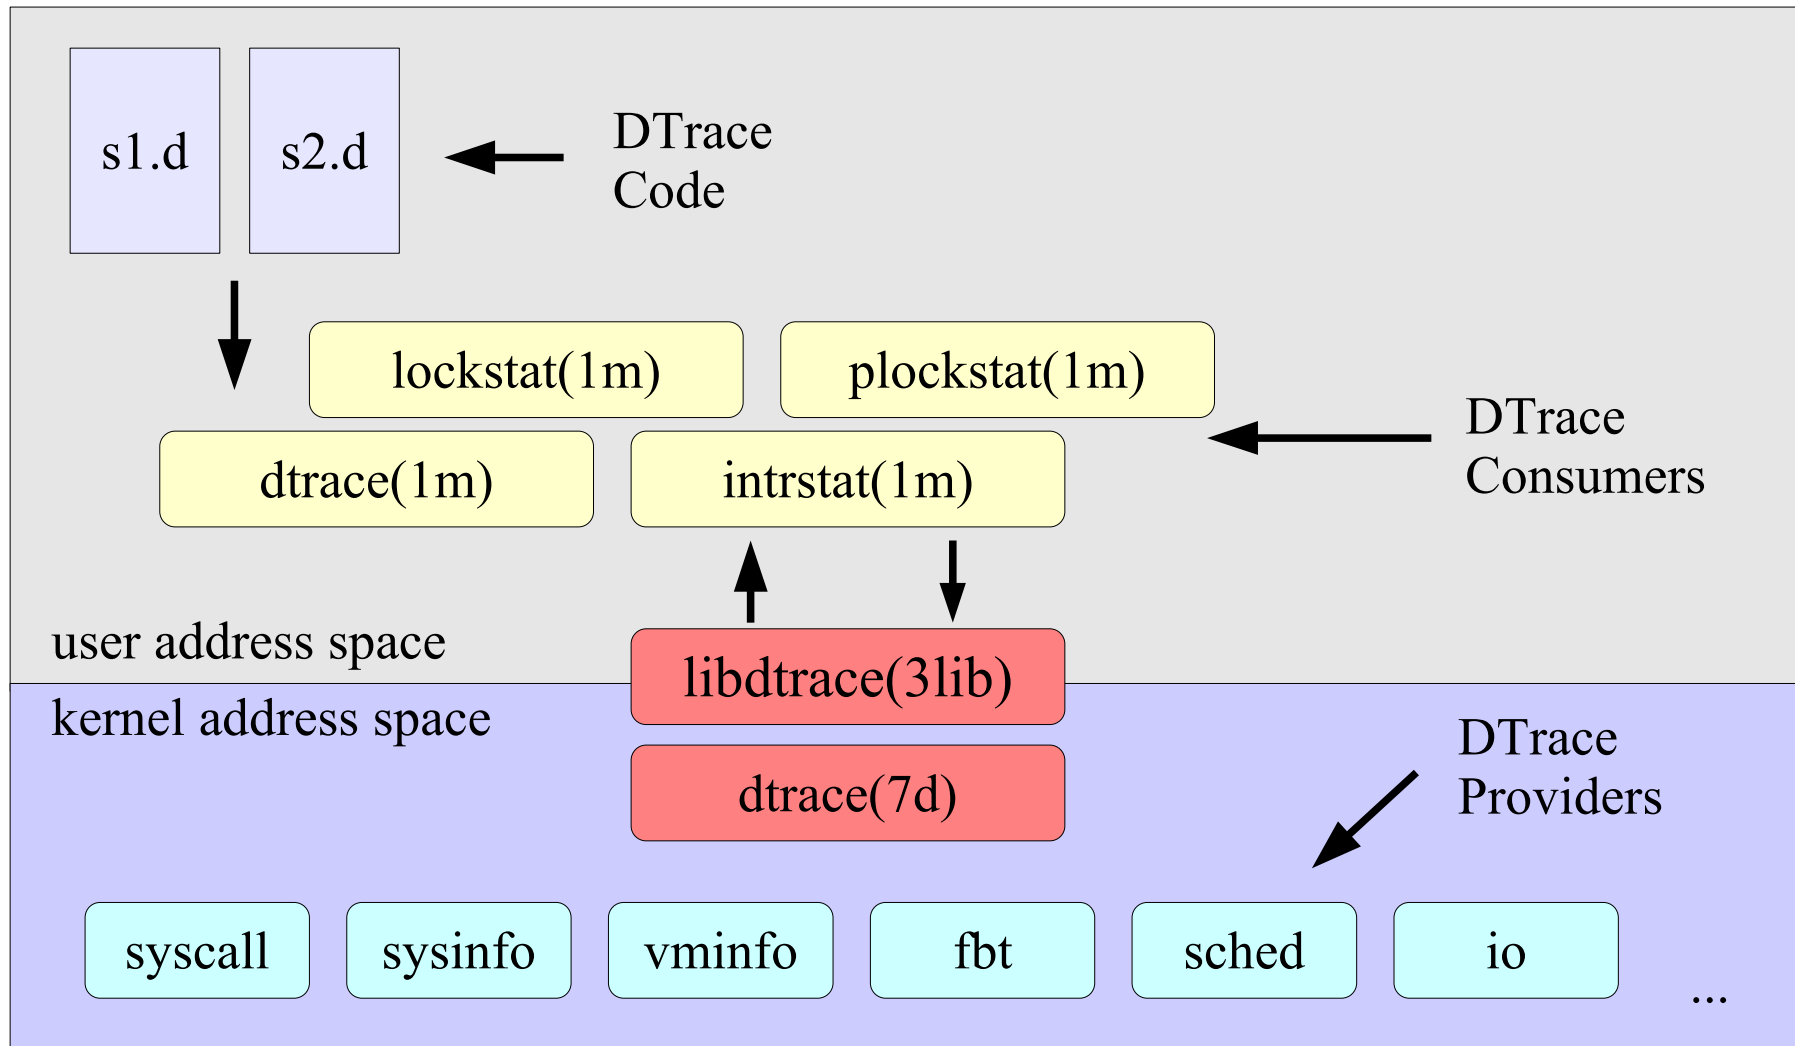 s1.d
s2.d
DTrace
Code
lockstat(1m)
plockstat(1m)
dtrace(1m)
intrstat(1m)
DTrace
Consumers
user address space
libdtrace(3lib)
kernel address space
dtrace(7d)
DTrace
Providers
syscall
sysinfo
vminfo
fbt
sched
io
...